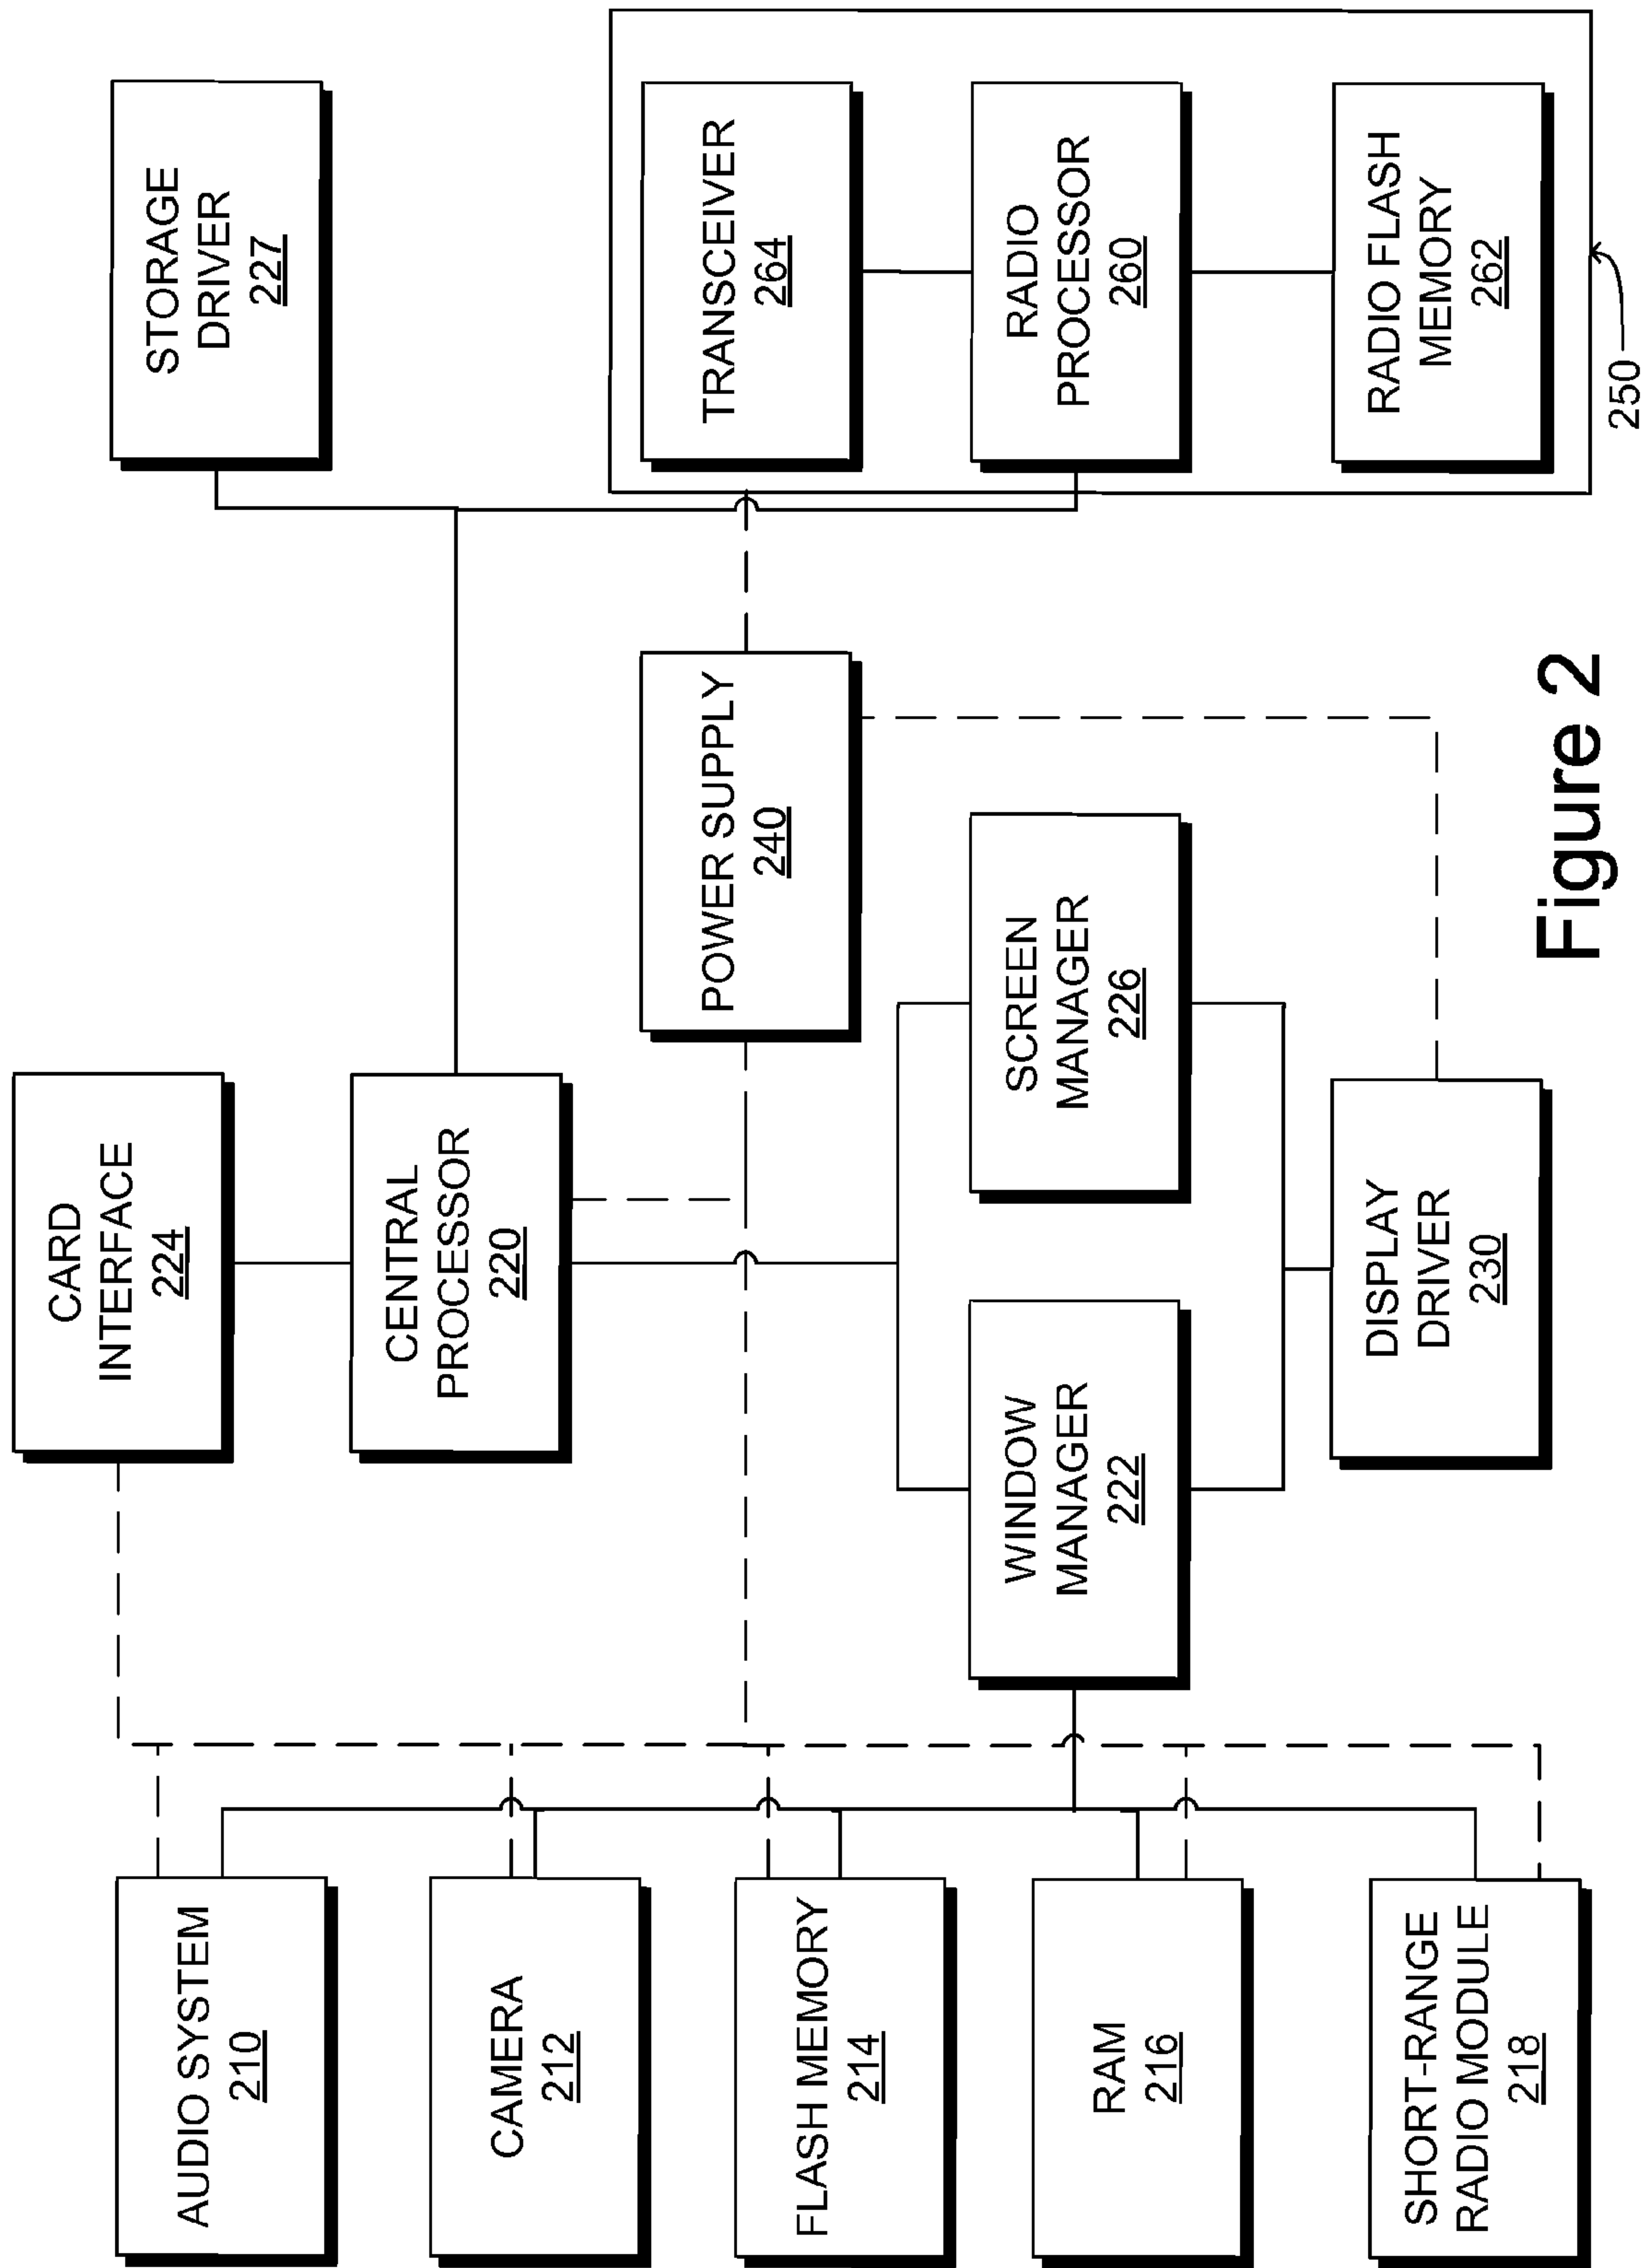 AUDIO SYSTEM
210
CAMERA
212
FLASH MEMORY
214
RAM
216
SHORT-RANGE
RADIO MODULE
218
CARD
INTERFACE
224
CENTRAL
PROCESSOR
220
WINDOW
MANAGER
222
SCREEN
MANAGER
226
DISPLAY
DRIVER
230
POWER SUPPLY
240
STORAGE
DRIVER
227
TRANSCEIVER
264
RADIO
PROCESSOR
260
RADIO FLASH
MEMORY
262
250
Figure 2